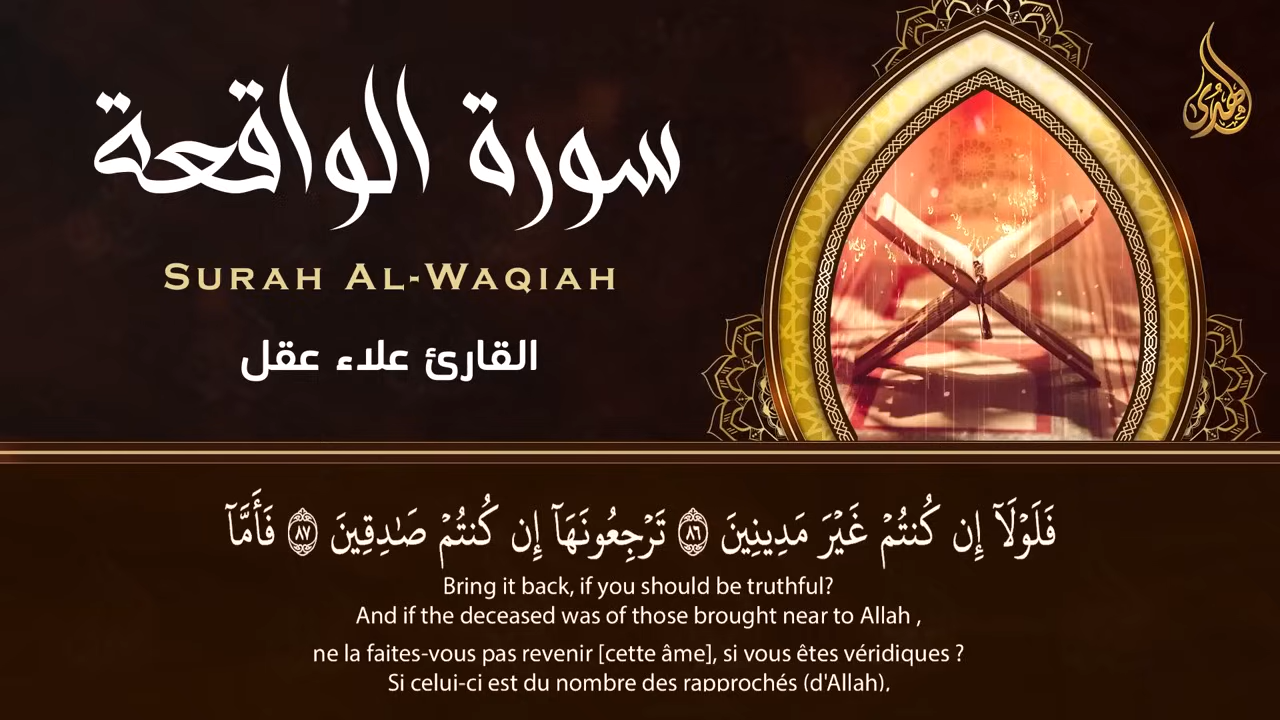 سورة الواقعة
SURAH AL-WAQIAH
القارئ علاء عقل
الهدى
فَلَوْلَآ إِن كُنتُمْ غَيْرَ مَدِينِينَ ٨٦ تَرْجِعُونَهَآ إِن كُنتُمْ صَٰدِقِينَ ٨٧ فَأَمَّآ
Bring it back, if you should be truthful?
And if the deceased was of those brought near to Allah ,
ne la faites-vous pas revenir [cette âme], si vous êtes véridiques ?
Si celui-ci est du nombre des rapprochés (d'Allah),